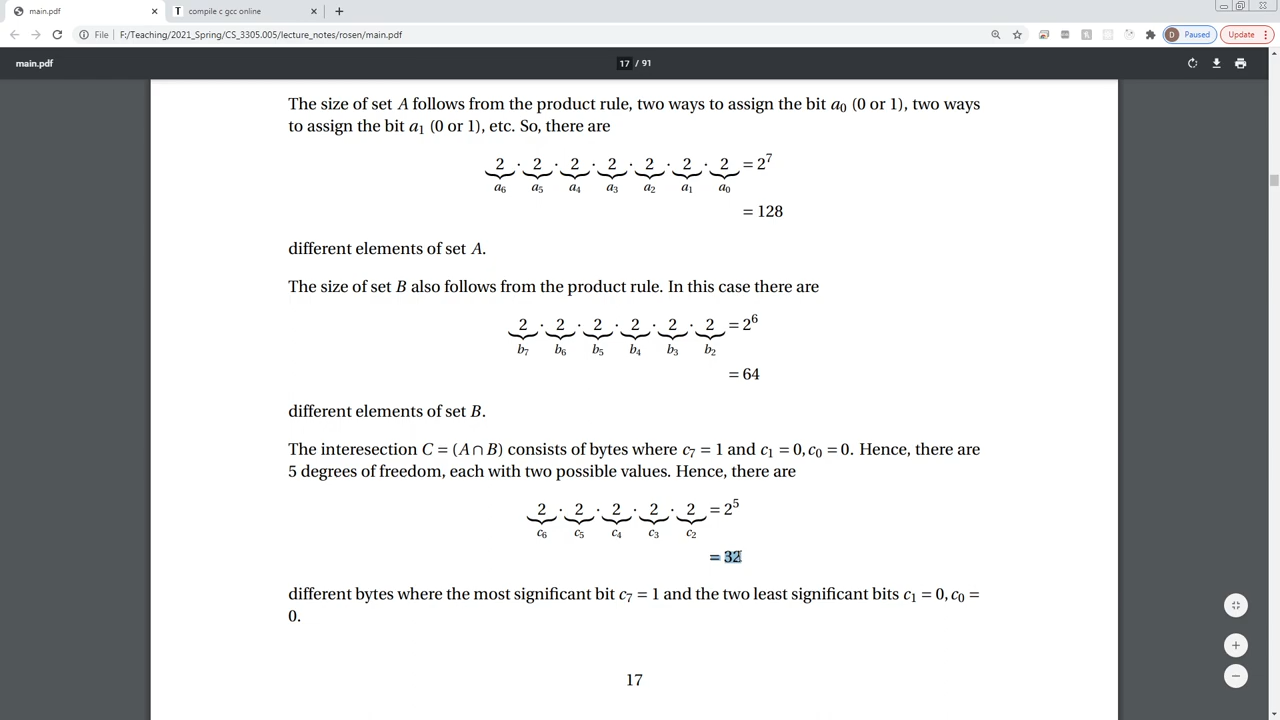 main.pdf
compile c gcc online
File F:/Teaching/2021_Spring/CS_3305.005/lecture_notes/rosen/main.pdf
D Paused
Update
main.pdf
17 / 91
The size of set A follows from the product rule, two ways to assign the bit a₀ (0 or 1), two ways
to assign the bit a₁ (0 or 1), etc. So, there are
2 · 2 · 2 · 2 · 2 · 2 · 2 = 2⁷
a₆ a₅ a₄ a₃ a₂ a₁ a₀
= 128
different elements of set A.
The size of set B also follows from the product rule. In this case there are
2 · 2 · 2 · 2 · 2 · 2 = 2⁶
b₇ b₆ b₅ b₄ b₃ b₂
= 64
different elements of set B.
The interesection C = (A∩B) consists of bytes where c₇ = 1 and c₁ = 0, c₀ = 0. Hence, there are
5 degrees of freedom, each with two possible values. Hence, there are
2 · 2 · 2 · 2 · 2 = 2⁵
c₆ c₅ c₄ c₃ c₂
= 32
different bytes where the most significant bit c₇ = 1 and the two least significant bits c₁ = 0, c₀ =
0.
17